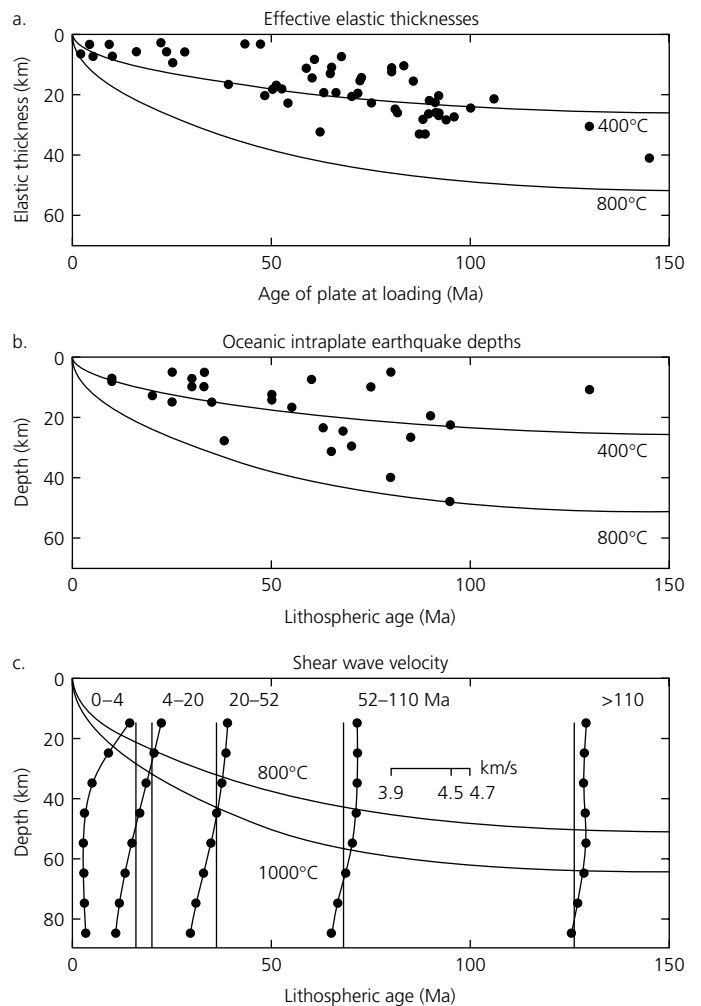 a.
Effective elastic thicknesses
0
20
40
60
Elastic thickness (km)
400°C
800°C
0 50 100 150
Age of plate at loading (Ma)
b.
Oceanic intraplate earthquake depths
0
20
40
60
Depth (km)
400°C
800°C
0 50 100 150
Lithospheric age (Ma)
c.
Shear wave velocity
0
20
40
60
80
Depth (km)
0–4 4–20 20–52 52–110 Ma >110
800°C
km/s
3.9 4.5 4.7
1000°C
0 50 100 150
Lithospheric age (Ma)